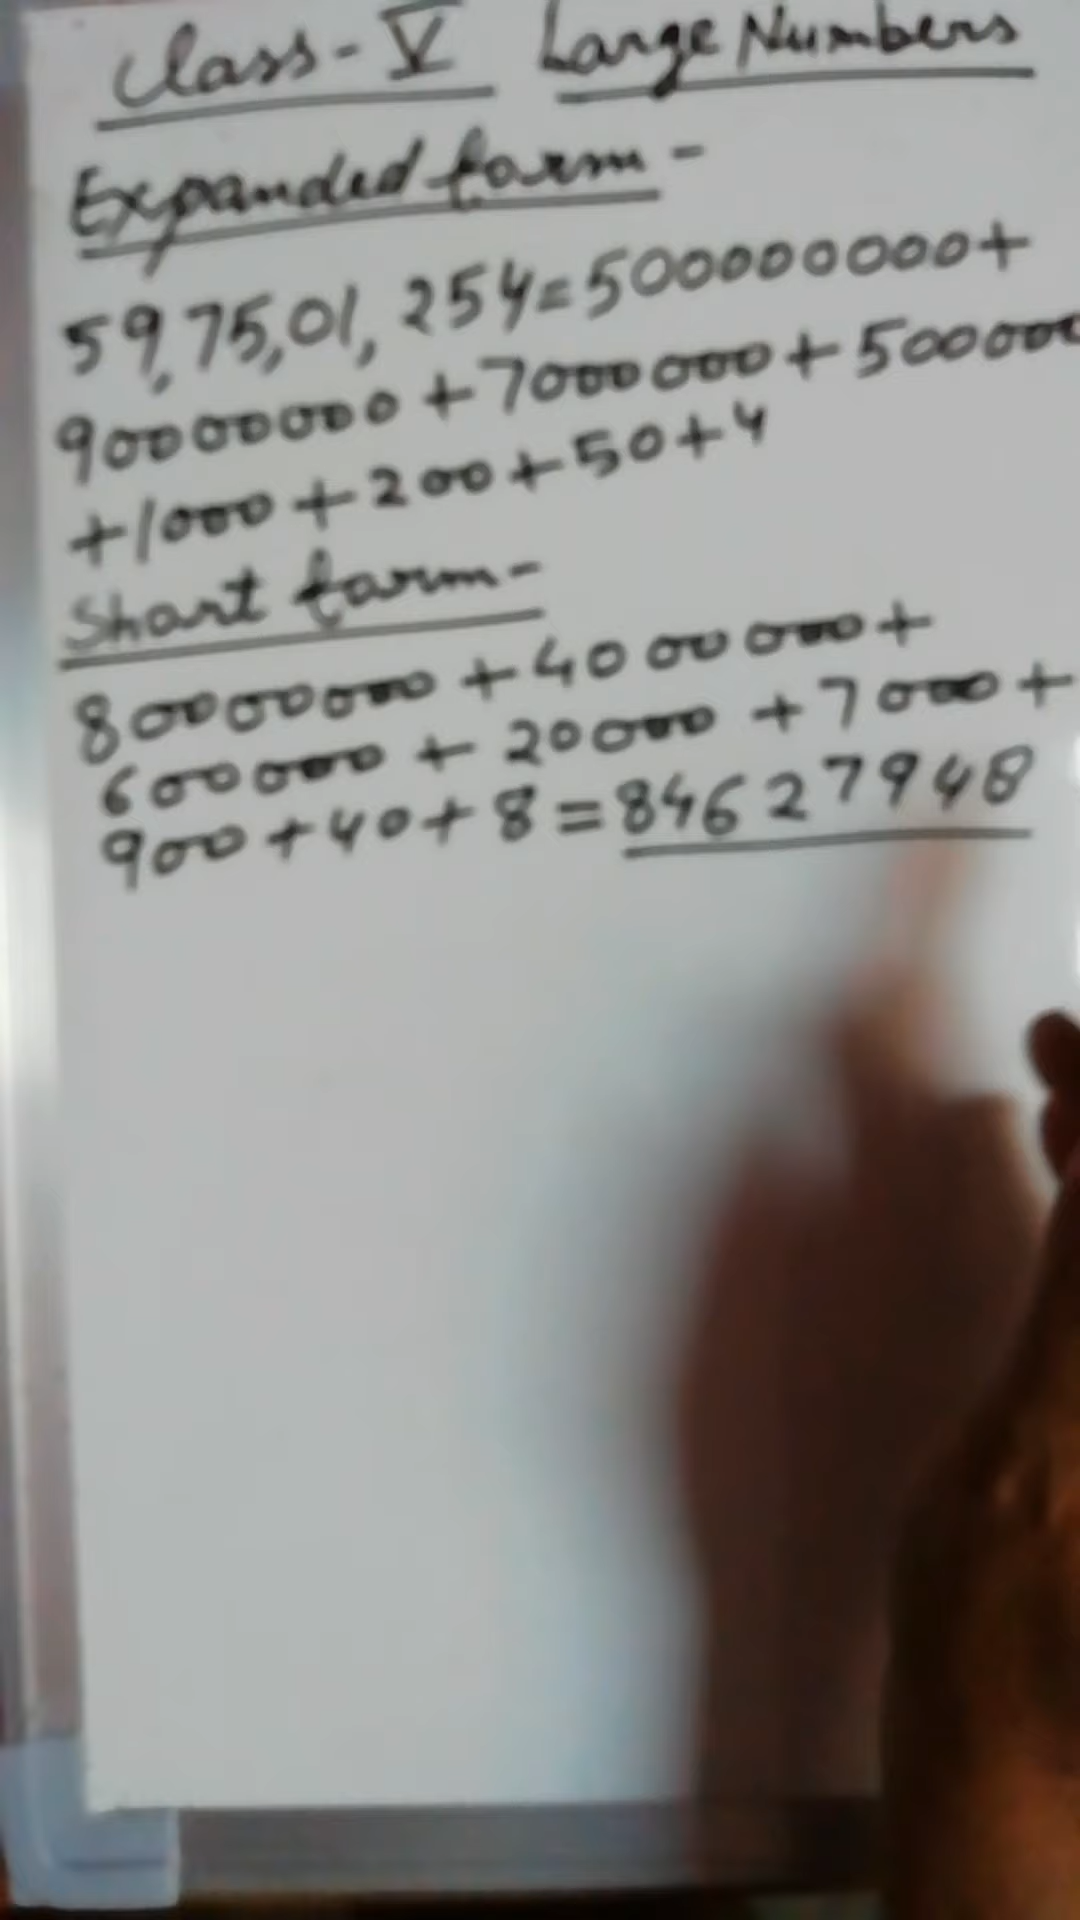 Class-V Large Numbers
Expanded form-
59,75,01,254=500000000+
90000000+7000000+500000
+1000+200+50+4
Short form-
80000000+4000000+
600000+20000+7000+
900+40+8=84627948